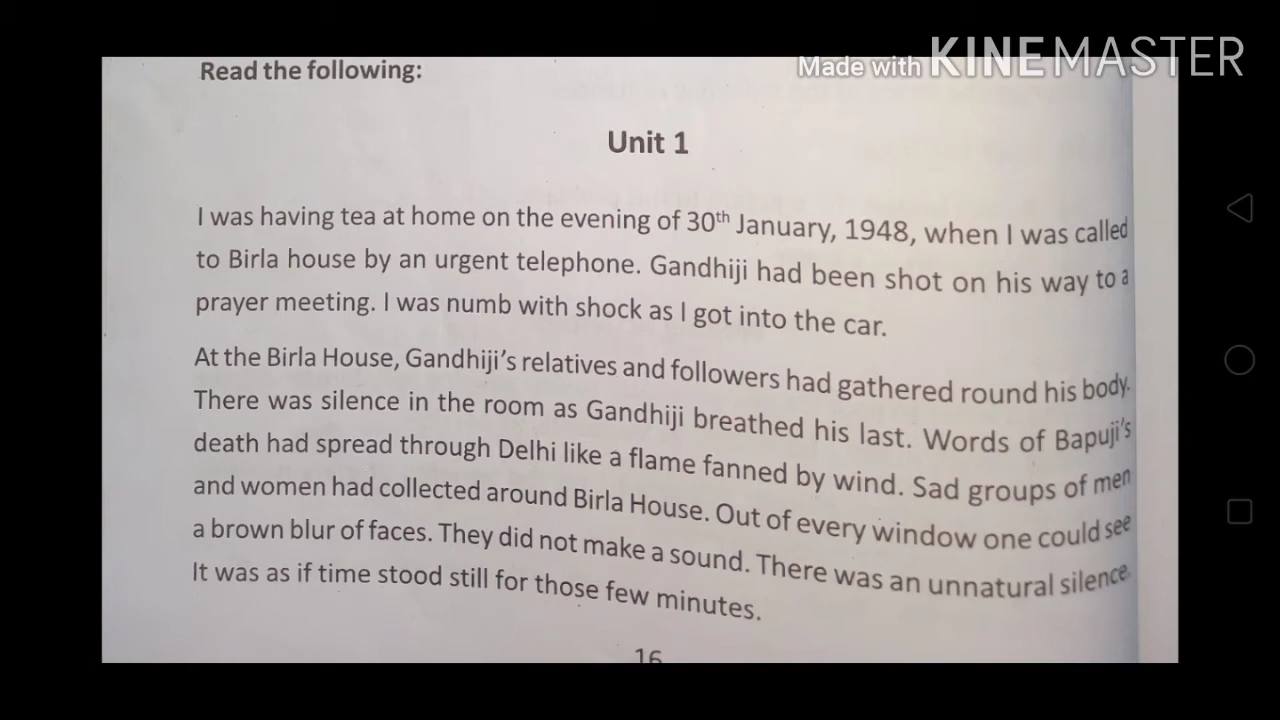 Made with KINEMASTER
Read the following:
Unit 1
I was having tea at home on the evening of 30th January, 1948, when I was called
to Birla house by an urgent telephone. Gandhiji had been shot on his way to a
prayer meeting. I was numb with shock as I got into the car.
At the Birla House, Gandhiji's relatives and followers had gathered round his body.
There was silence in the room as Gandhiji breathed his last. Words of Bapuji's
death had spread through Delhi like a flame fanned by wind. Sad groups of men
and women had collected around Birla House. Out of every window one could see
a brown blur of faces. They did not make a sound. There was an unnatural silence.
It was as if time stood still for those few minutes.
16